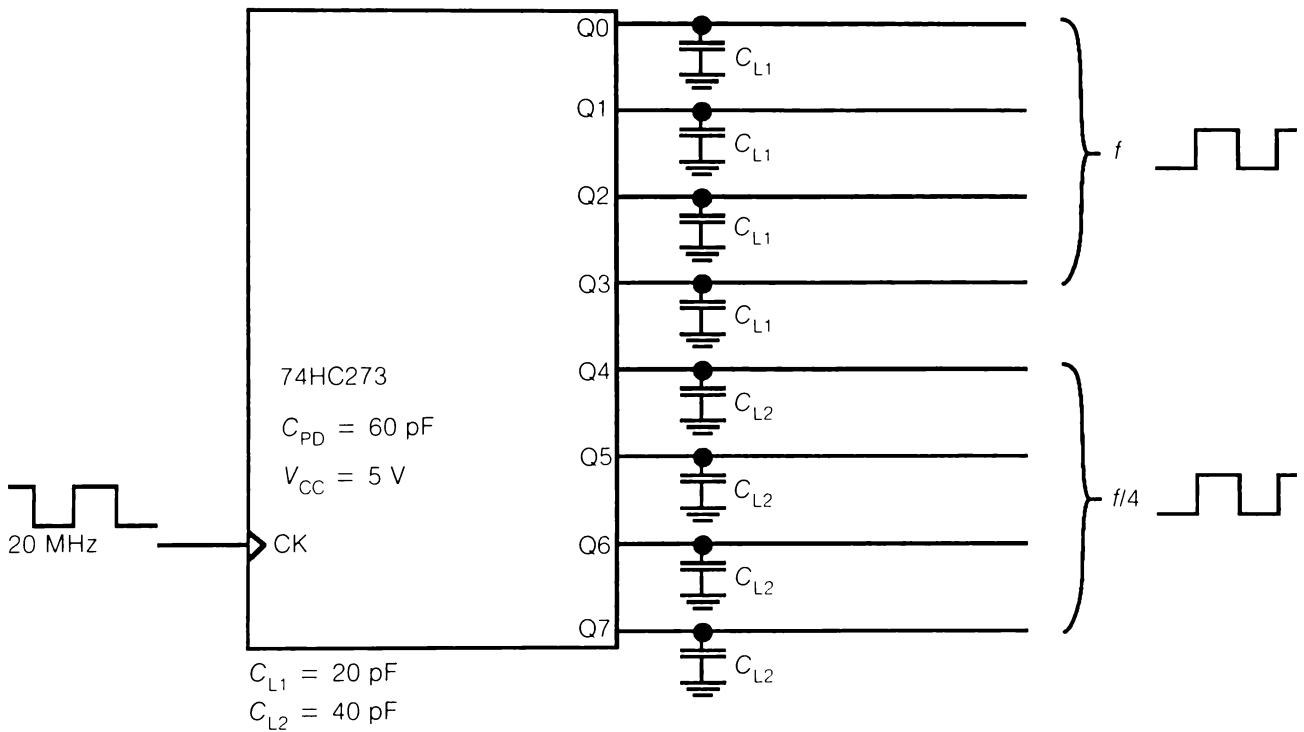 Q0
C_L1
Q1
C_L1
Q2
C_L1
Q3
C_L1
f
74HC273
C_PD = 60 pF
V_CC = 5 V
20 MHz
CK
Q4
C_L2
Q5
C_L2
Q6
C_L2
Q7
C_L2
f/4
C_L1 = 20 pF
C_L2 = 40 pF